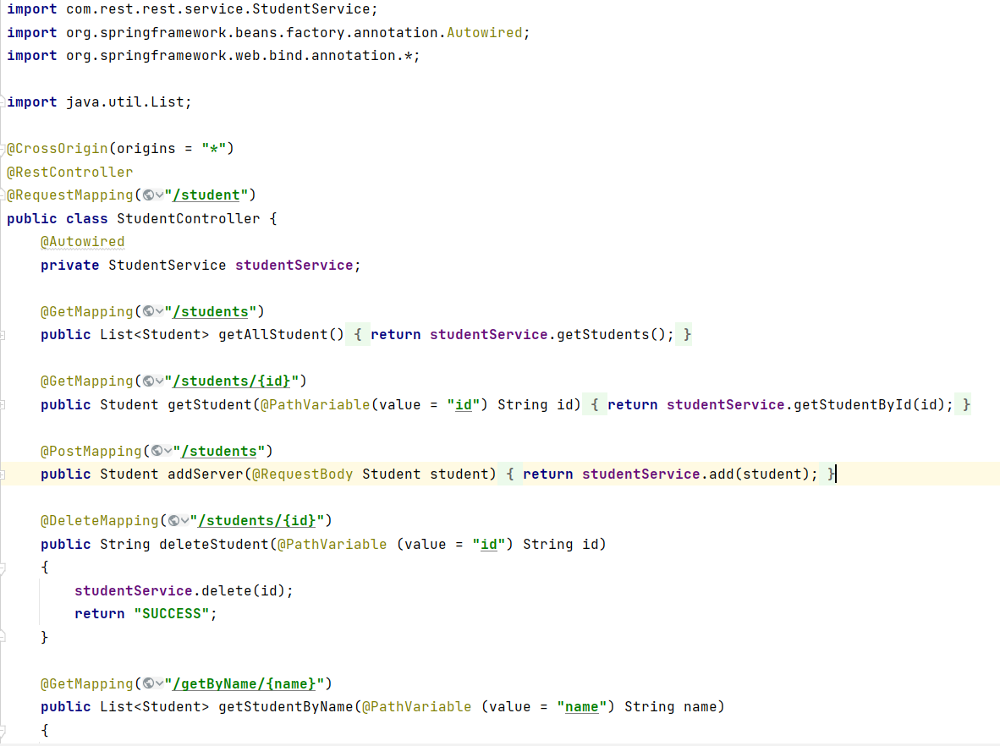 import com.rest.rest.service.StudentService;
import org.springframework.beans.factory.annotation.Autowired;
import org.springframework.web.bind.annotation.*;

import java.util.List;

@CrossOrigin(origins = "*")
@RestController
@RequestMapping("/student")
public class StudentController {
    @Autowired
    private StudentService studentService;

    @GetMapping("/students")
    public List<Student> getAllStudent() { return studentService.getStudents(); }

    @GetMapping("/students/{id}")
    public Student getStudent(@PathVariable(value = "id") String id) { return studentService.getStudentById(id); }

    @PostMapping("/students")
    public Student addServer(@RequestBody Student student) { return studentService.add(student); }

    @DeleteMapping("/students/{id}")
    public String deleteStudent(@PathVariable (value = "id") String id)
    {
        studentService.delete(id);
        return "SUCCESS";
    }

    @GetMapping("/getByName/{name}")
    public List<Student> getStudentByName(@PathVariable (value = "name") String name)
    {